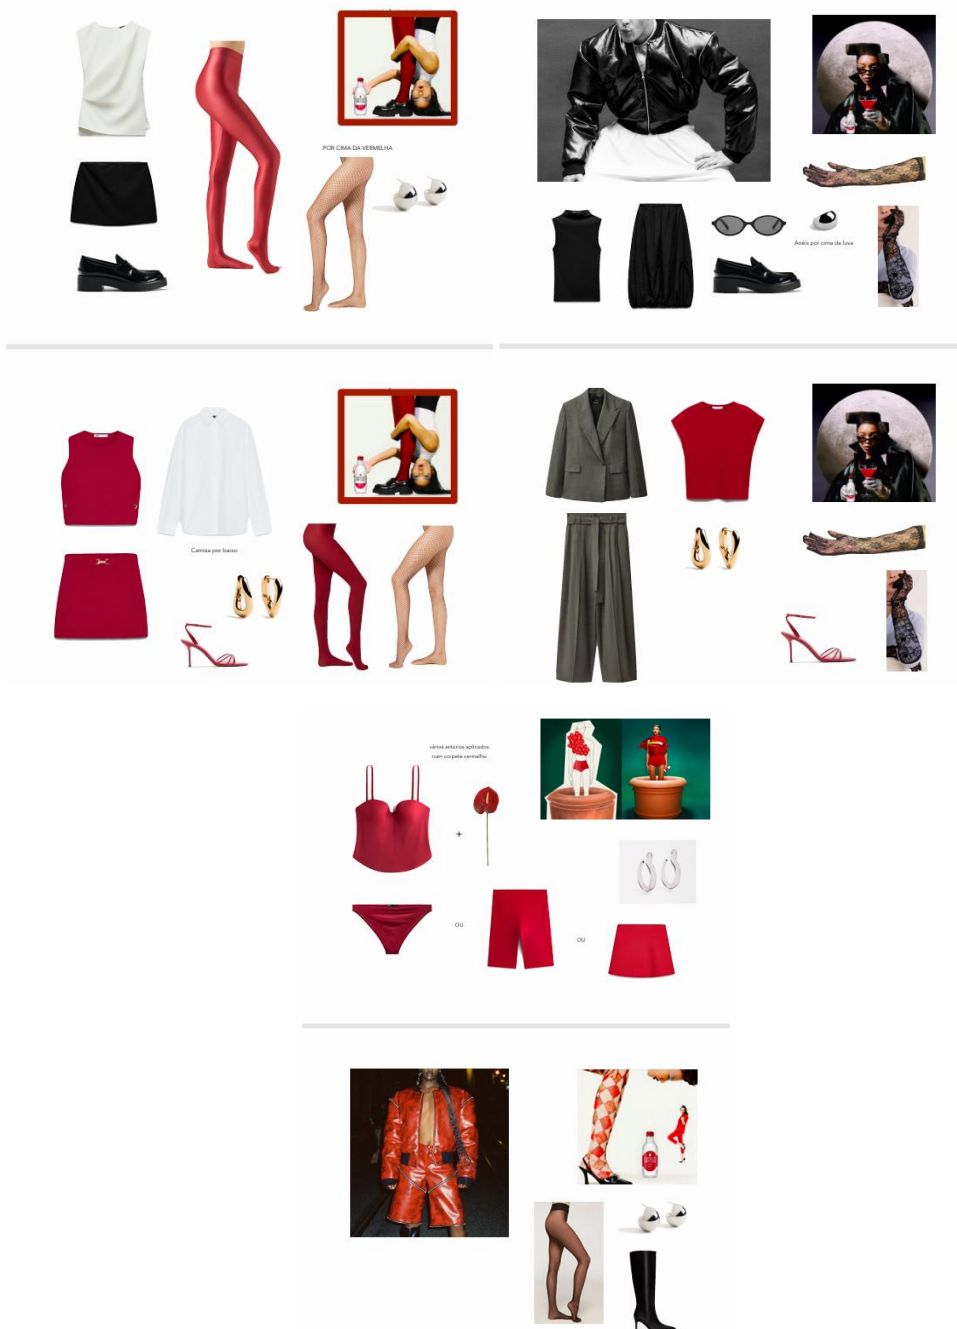 POR CIMA DA VERMELHA
Anéis por cima da luva
Camisa por baixo
vários antúrios aplicados
num corpete vermelho
+
OU
OU